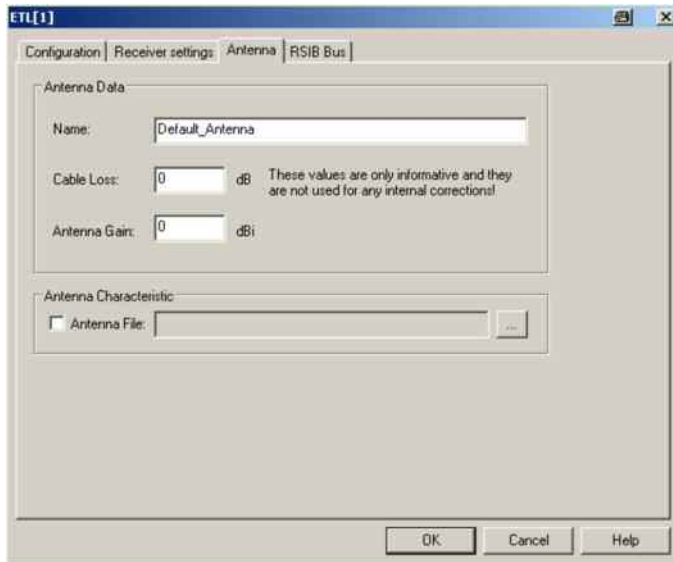 ETL[1]
Configuration Receiver settings Antenna RSIB Bus
Antenna Data
Name: Default_Antenna
Cable Loss: 0 dB These values are only informative and they
are not used for any internal corrections!
Antenna Gain: 0 dBi
Antenna Characteristic
Antenna File: ...
OK Cancel Help